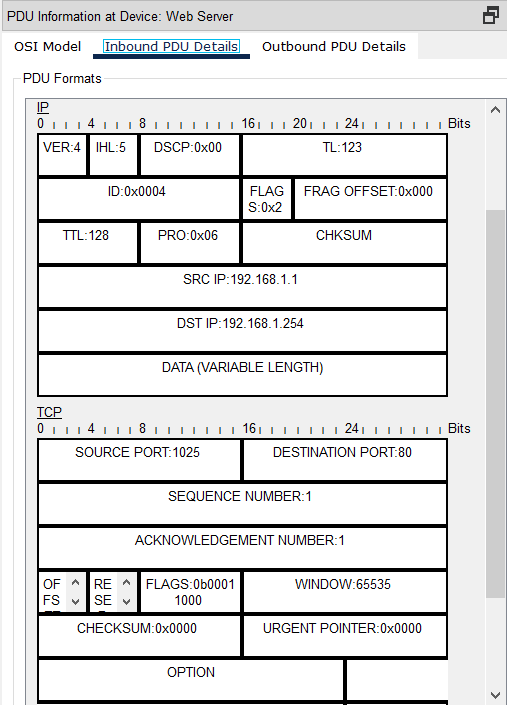 PDU Information at Device: Web Server
OSI Model Inbound PDU Details Outbound PDU Details
PDU Formats
IP
0 4 8 16 20 24 Bits
VER:4 IHL:5 DSCP:0x00 TL:123
ID:0x0004 FLAG FRAG OFFSET:0x000
S:0x2
TTL:128 PRO:0x06 CHKSUM
SRC IP:192.168.1.1
DST IP:192.168.1.254
DATA (VARIABLE LENGTH)
TCP
0 4 8 16 24 Bits
SOURCE PORT:1025 DESTINATION PORT:80
SEQUENCE NUMBER:1
ACKNOWLEDGEMENT NUMBER:1
OF RE FLAGS:0b0001 WINDOW:65535
FS SE 1000
CHECKSUM:0x0000 URGENT POINTER:0x0000
OPTION